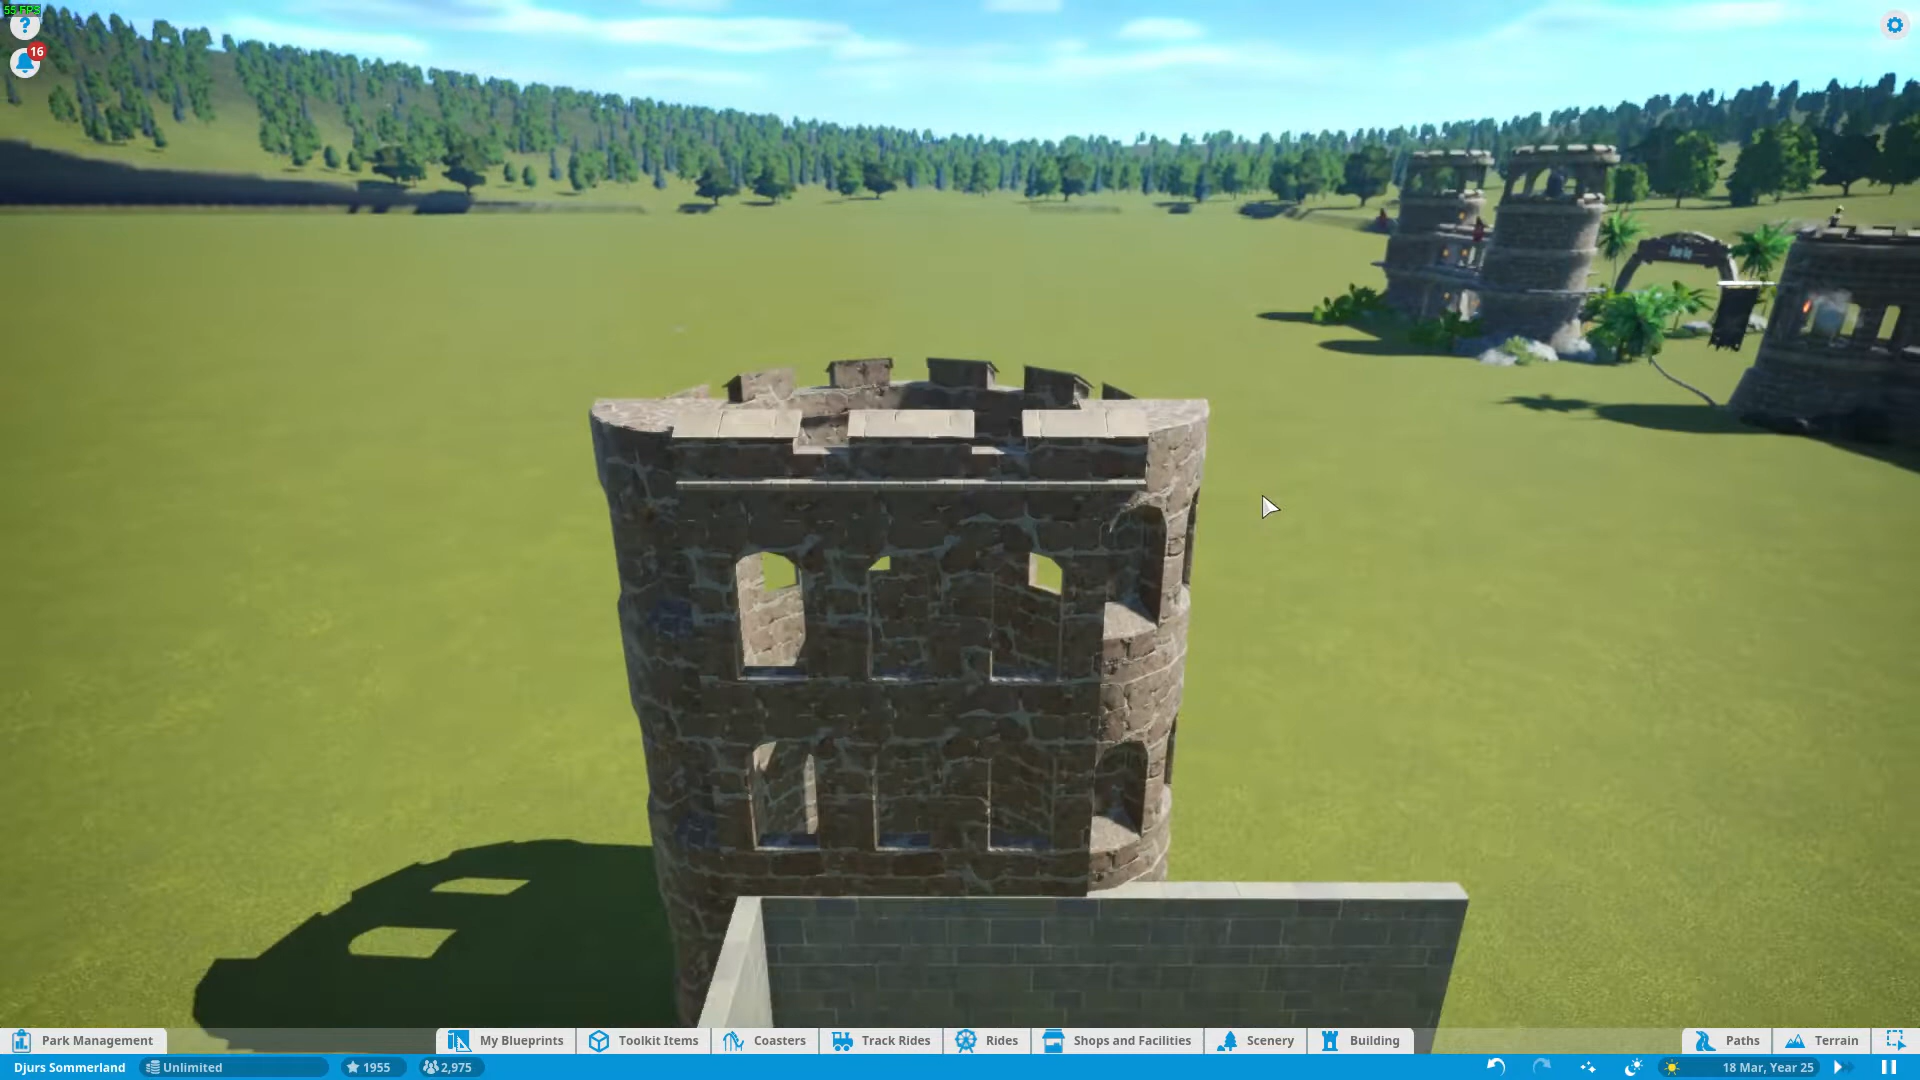 55 FPS
?
16
Park Management
My Blueprints
Toolkit Items
Coasters
Track Rides
Rides
Shops and Facilities
Scenery
Building
Paths
Terrain
Djurs Sommerland
Unlimited
1955
2,975
18 Mar, Year 25